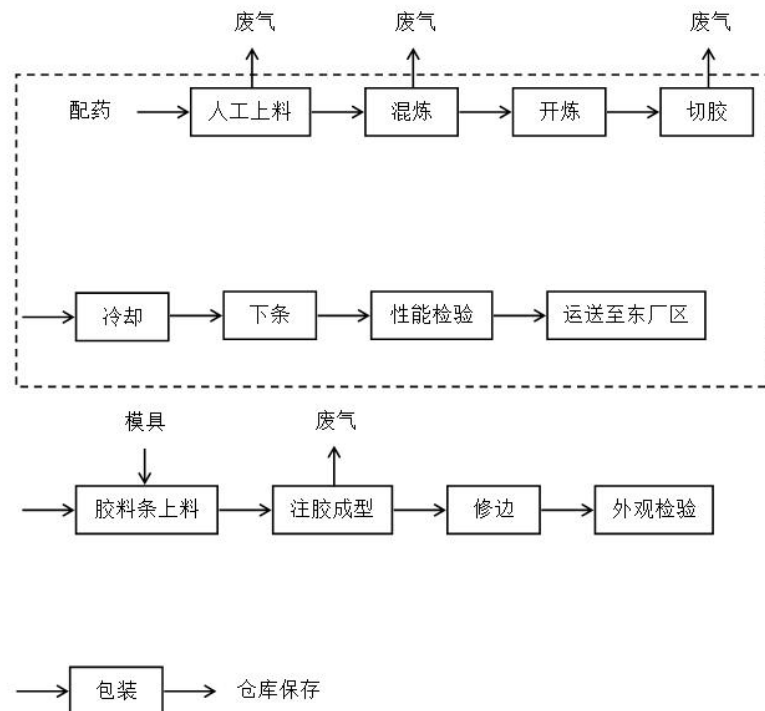 废气 废气 废气
配药 人工上料 混炼 开炼 切胶
冷却 下条 性能检验 运送至东厂区
模具 废气
胶料条上料 注胶成型 修边 外观检验
包装 仓库保存